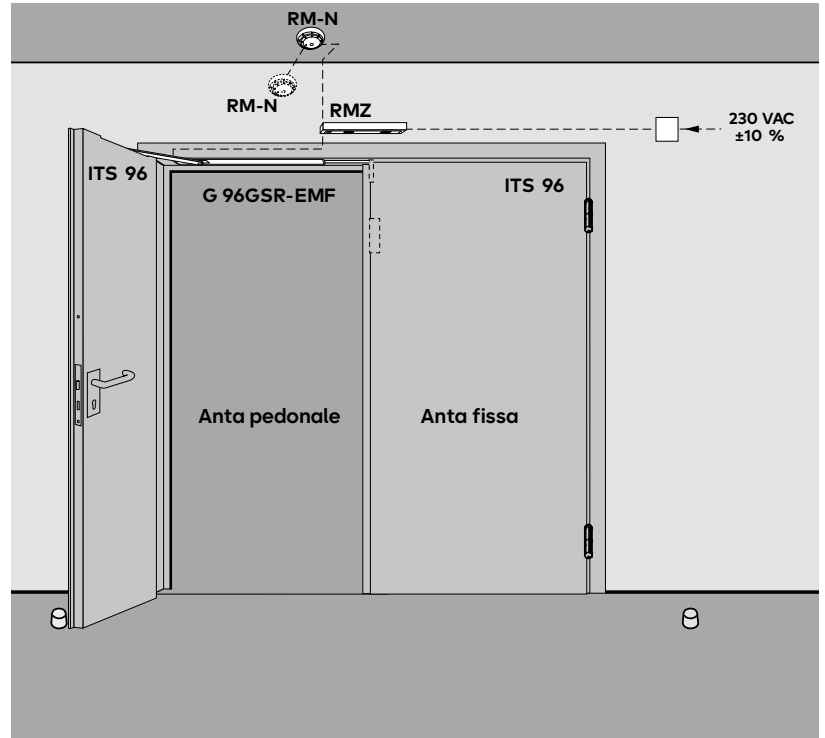 RM-N
RM-N
RMZ
230 VAC
±10 %
ITS 96
G 96GSR-EMF
ITS 96
Anta pedonale
Anta fissa